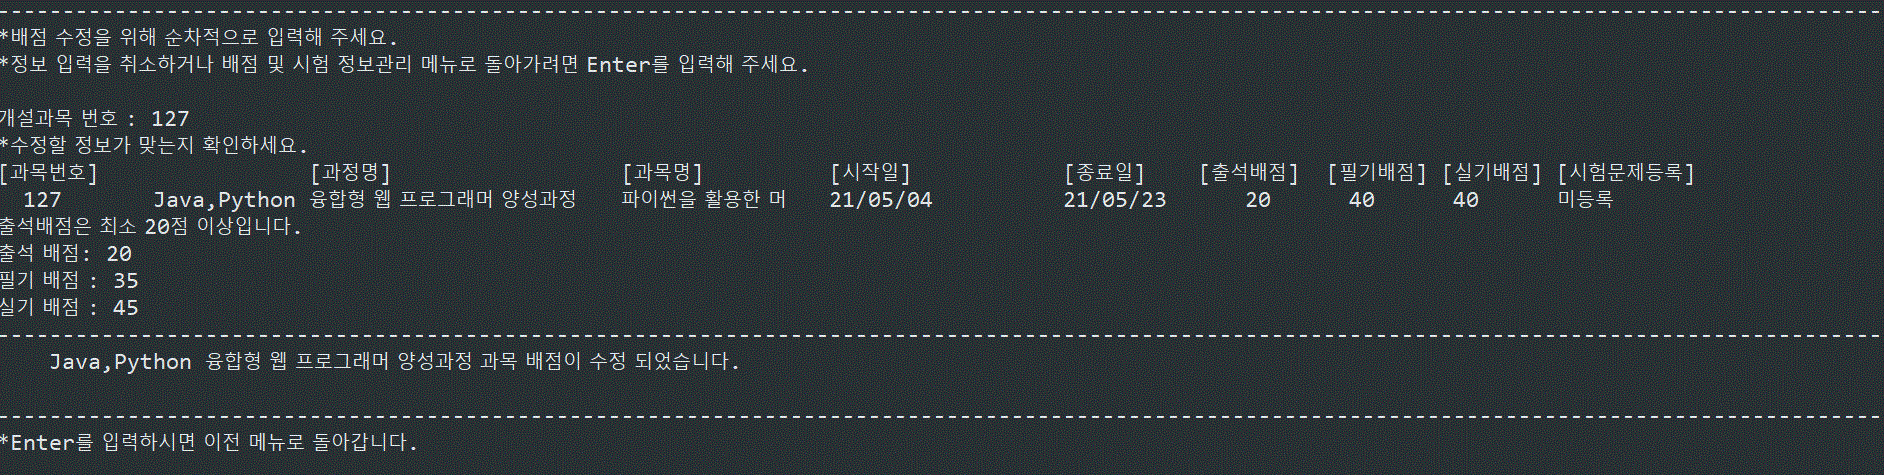 *배점 수정을 위해 순차적으로 입력해 주세요.
*정보 입력을 취소하거나 배점 및 시험 정보관리 메뉴로 돌아가려면 Enter를 입력해 주세요.
개설과목 번호 : 127
*수정할 정보가 맞는지 확인하세요.
[과목번호] [과정명] [과목명] [시작일] [종료일] [출석배점] [필기배점] [실기배점] [시험문제등록]
127 Java,Python 융합형 웹 프로그래머 양성과정 파이썬을 활용한 머 21/05/04 21/05/23 20 40 40 미등록
출석배점은 최소 20점 이상입니다.
출석 배점: 20
필기 배점 : 35
실기 배점 : 45
Java,Python 융합형 웹 프로그래머 양성과정 과목 배점이 수정 되었습니다.
*Enter를 입력하시면 이전 메뉴로 돌아갑니다.